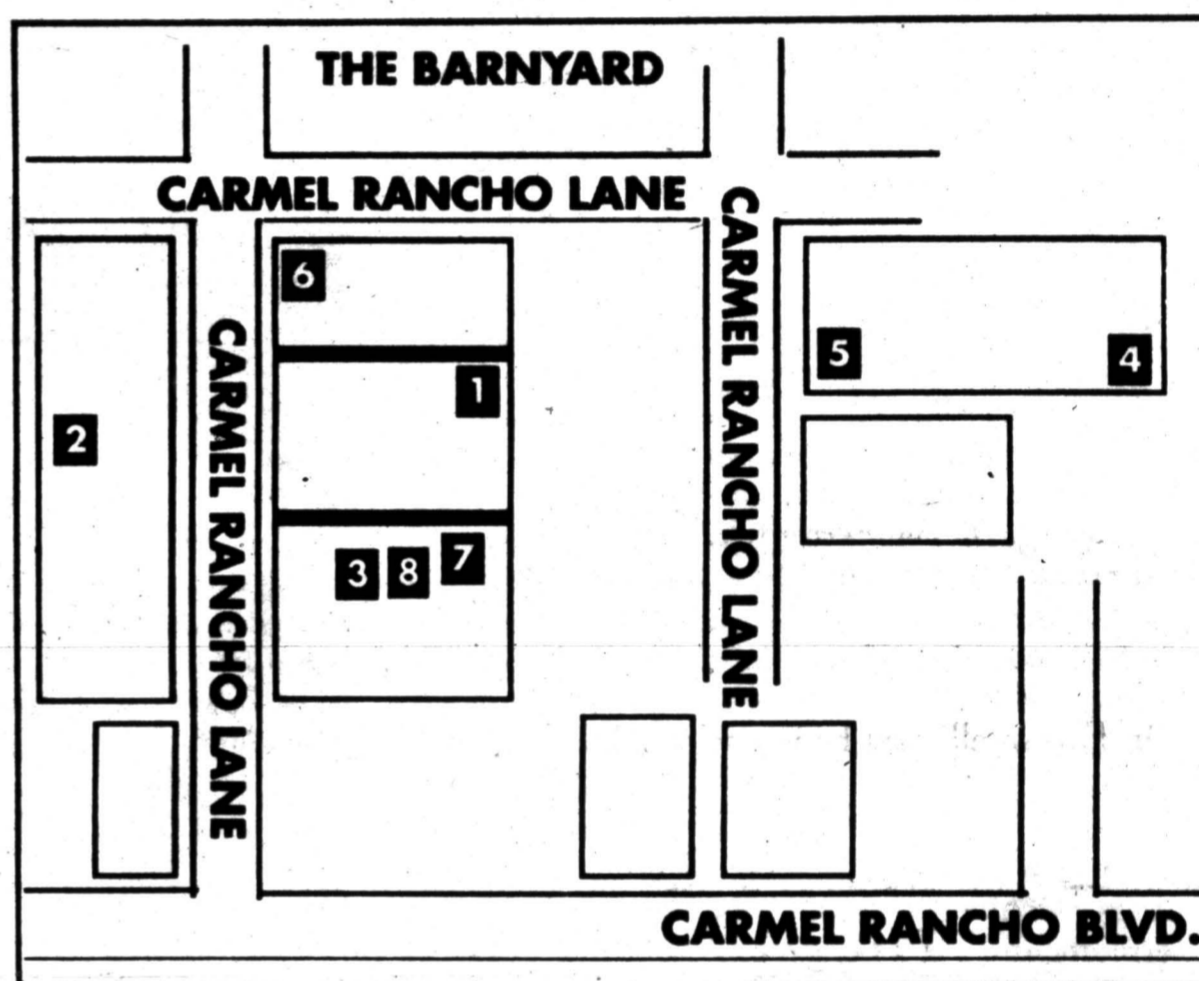 THE BARNYARD
CARMEL RANCHO LANE
CARMEL RANCHO LANE
6
5
4
1
CARMEL RANCHO LANE
2
3 8 7
CARMEL RANCHO BLVD.